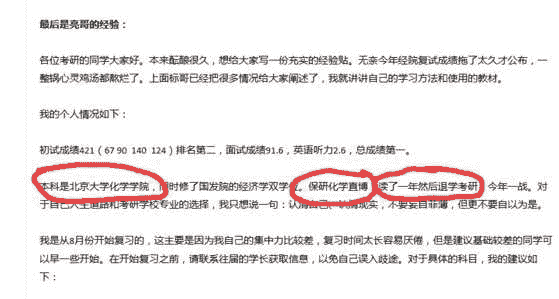 最后是亮哥的经验：
各位考研的同学大家好。本来酝酿很久，想给大家写一份充实的经验贴。无奈今年经院复试成绩拖了太久才公布，一
整锅心灵鸡汤都熬烂了。上面标哥已经把很多情况给大家阐述了，我就讲讲自己的学习方法和使用的教材。
我的个人情况如下：
初试成绩421（67 90 140 124）排名第二，面试成绩91.6，英语听力2.6，总成绩第一。
本科是北京大学化学学院，同时修了国发院的经济学双学位。保研化学直博，读了一年然后退学考研，今年一战。对
于自己人生道路和考研学校专业的选择，我只想说一句：认清自己，认清现实，不要妄自菲薄，但更不要自以为是。
我是从8月份开始复习的，这主要是因为我自己的集中力比较差，复习时间太长容易厌倦，但是建议基础较差的同学可
以早一些开始。在开始复习之前，请联系往届的学长获取信息，以免自己误入歧途。对于具体的科目，我的建议
如下：